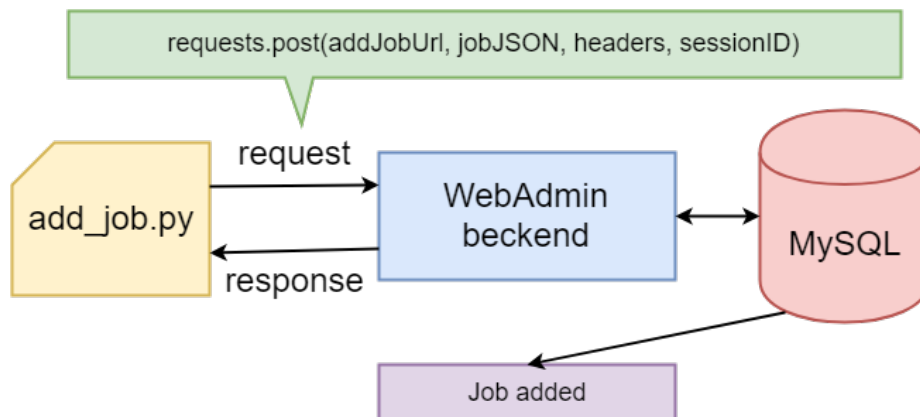 requests.post(addJobUrl, jobJSON, headers, sessionID)
request
add_job.py
WebAdmin
beckend
MySQL
response
Job added